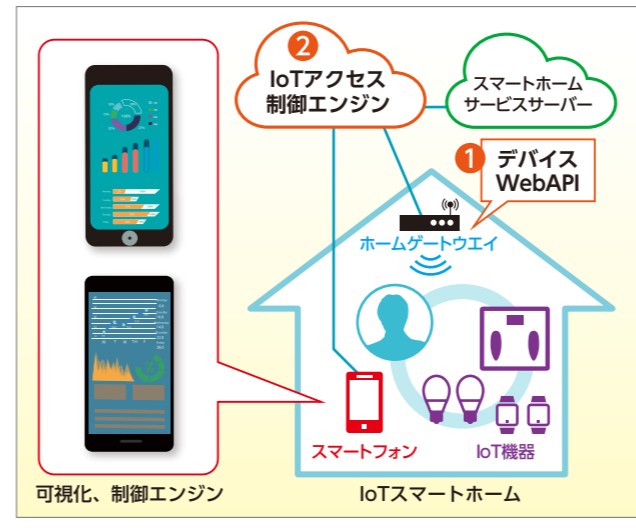 2
IoTアクセス
制御エンジン
スマートホーム
サービスサーバー
1
デバイス
WebAPI
ホームゲートウエイ
スマートフォン
IoT機器
可視化、制御エンジン
IoTスマートホーム